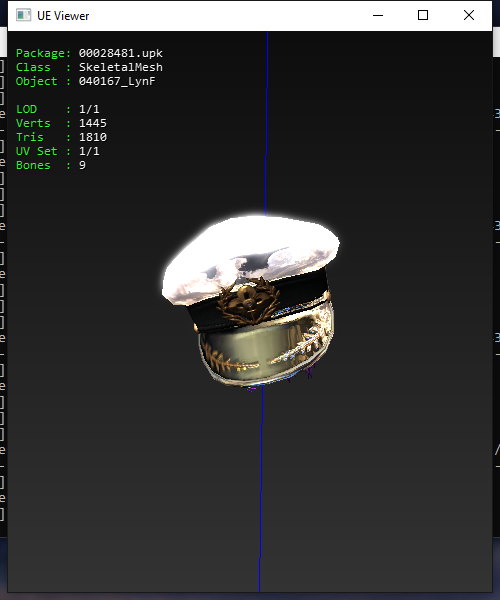 UE Viewer
Package: 00028481.upk
Class : SkeletalMesh
Object : 040167_LynF
LOD : 1/1
Verts : 1445
Tris : 1810
UV Set : 1/1
Bones : 9